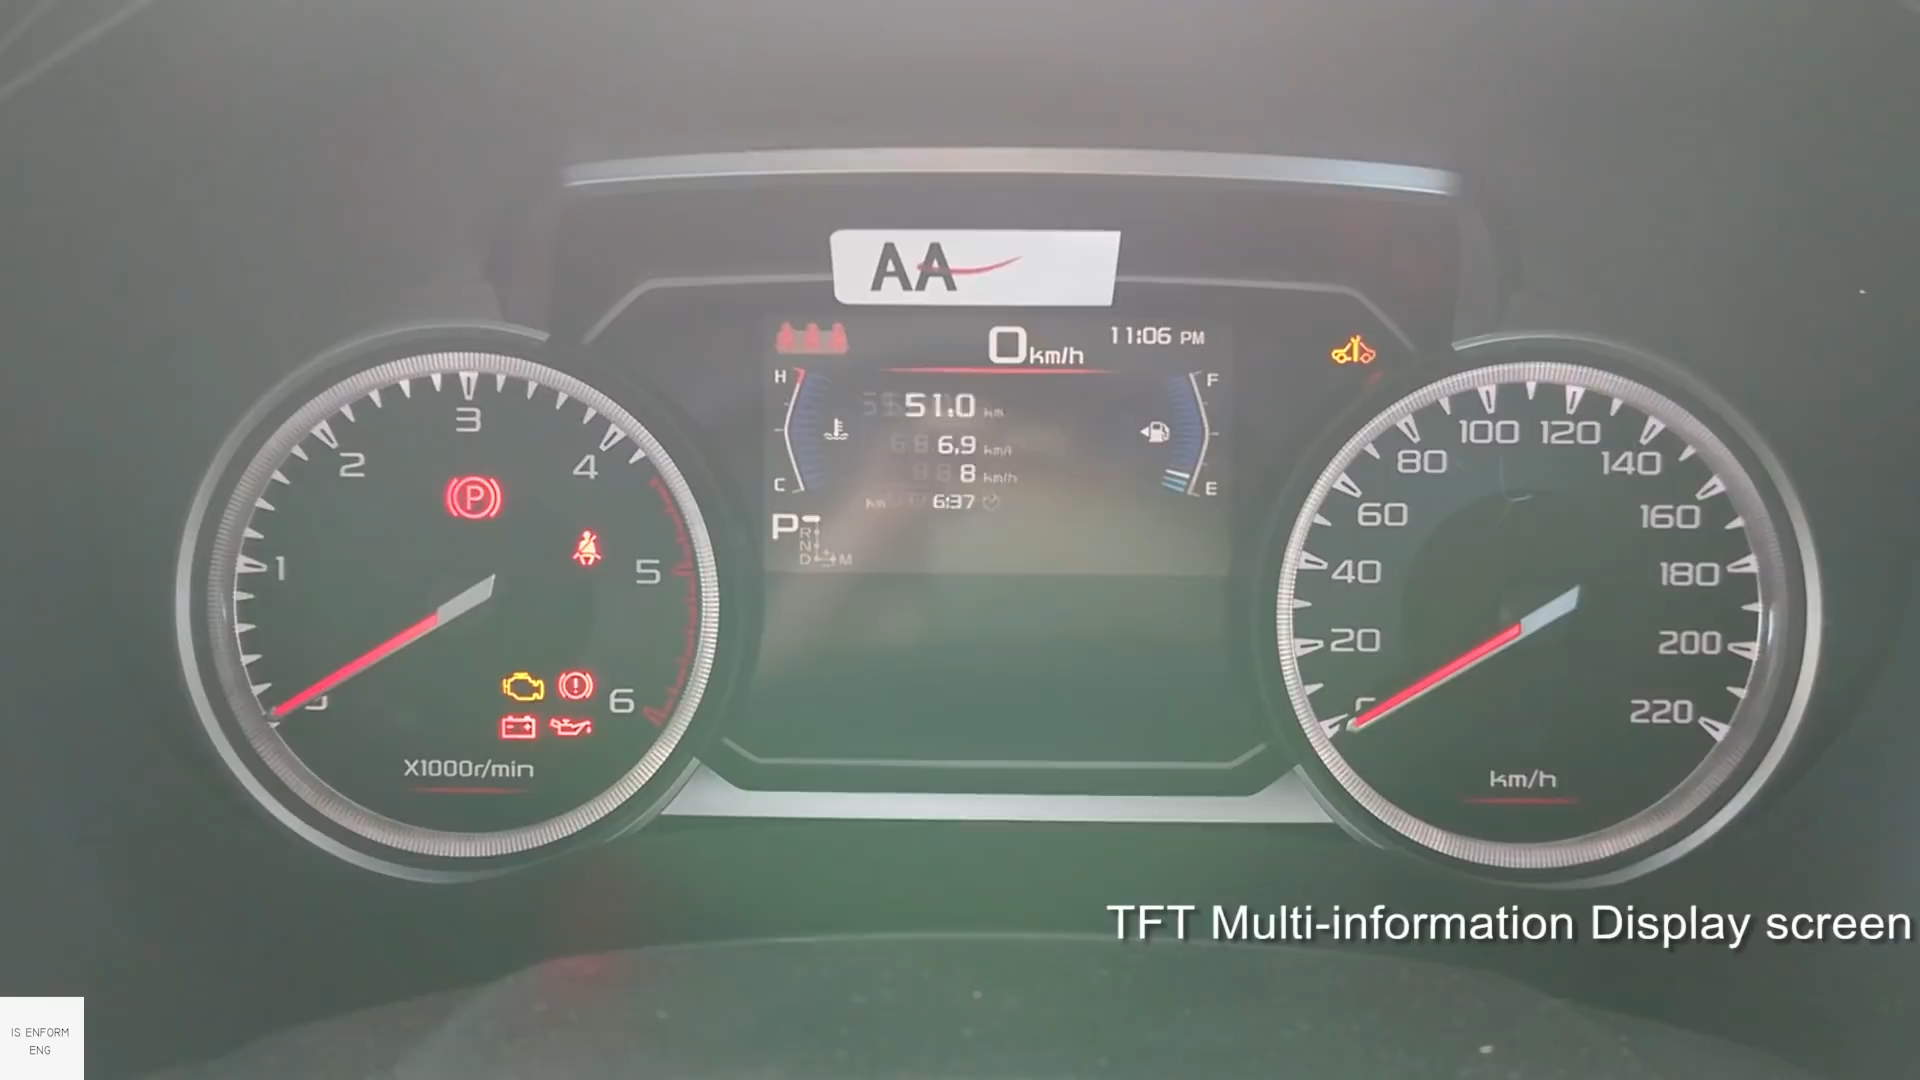 AA
0 km/h
11:06 PM
H
F
51.0 km
6,9 km/l
8 km/h
km 6:37
C
E
P
R
N
D M
1
2
3
4
5
6
X1000r/min
20
40
60
80
100
120
140
160
180
200
220
km/h
TFT Multi-information Display screen
IS ENFORM
ENG